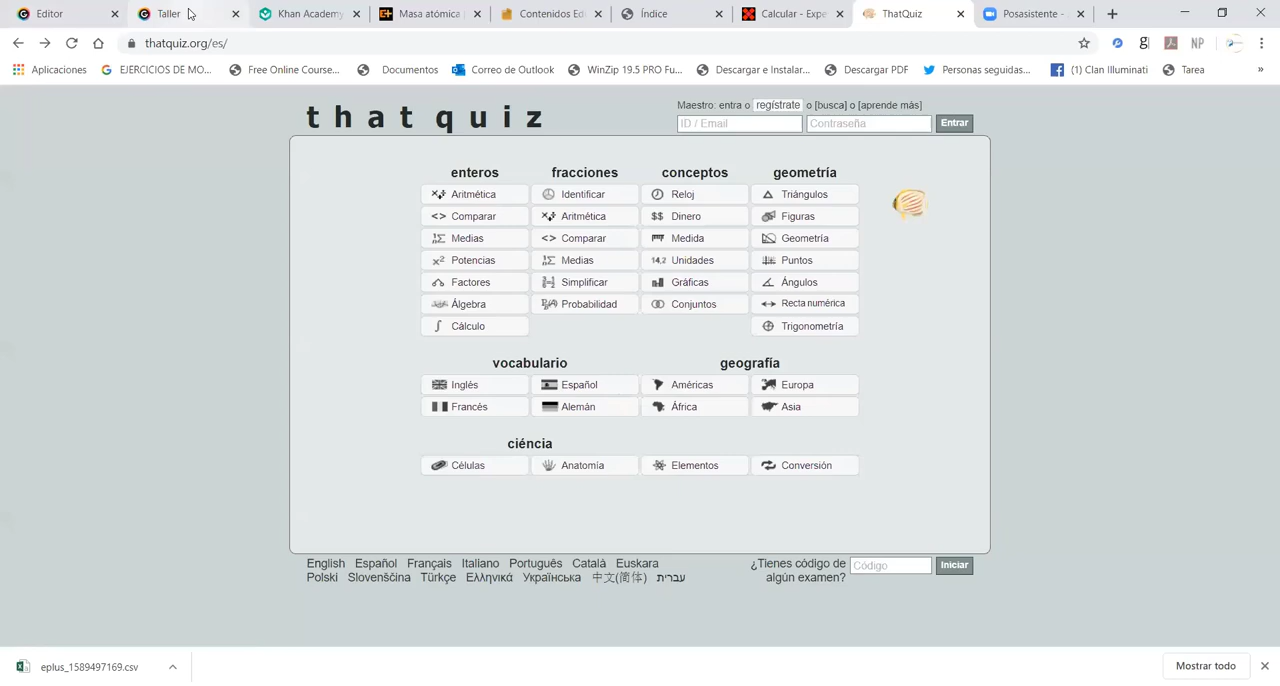 Editor
Taller
Khan Academy
Masa atómica
Contenidos Ed
Índice
Calcular - Expe
ThatQuiz
Posasistente -
thatquiz.org/es/
Aplicaciones
EJERCICIOS DE MO...
Free Online Course...
Documentos
Correo de Outlook
WinZip 19.5 PRO Fu...
Descargar e Instalar...
Descargar PDF
Personas seguidas...
(1) Clan Illuminati
Tarea
that quiz
Maestro: entra o regístrate o [busca] o [aprende más]
ID / Email
Contraseña
Entrar
enteros fracciones conceptos geometría
Aritmética Identificar Reloj Triángulos
Comparar Aritmética Dinero Figuras
Medias Comparar Medida Geometría
Potencias Medias Unidades Puntos
Factores Simplificar Gráficas Ángulos
Álgebra Probabilidad Conjuntos Recta numérica
Cálculo Trigonometría
vocabulario geografía
Inglés Español Américas Europa
Francés Alemán África Asia
ciéncia
Células Anatomía Elementos Conversión
English Español Français Italiano Português Català Euskara
Polski Slovenščina Türkçe Ελληνικά Українська 中文(简体) עברית
¿Tienes código de
algún examen?
Código
Iniciar
eplus_1589497169.csv
Mostrar todo